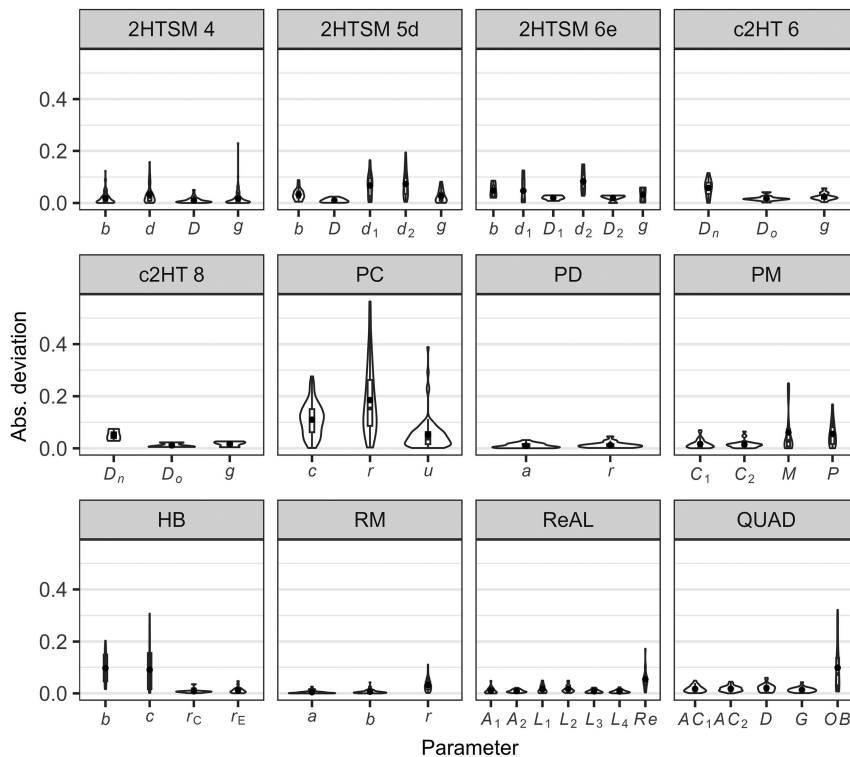 2HTSM 4 2HTSM 5d 2HTSM 6e c2HT 6
0.4
0.2
0.0
b d D g b D d₁ d₂ g b d₁ D₁ d₂ D₂ g Dₙ Dₒ g
c2HT 8 PC PD PM
0.4
0.2
0.0
Dₙ Dₒ g c r u a r C₁ C₂ M P
HB RM ReAL QUAD
0.4
0.2
0.0
b c r_C r_E a b r A₁ A₂ L₁ L₂ L₃ L₄ Re AC₁ AC₂ D G OB
Abs. deviation
Parameter